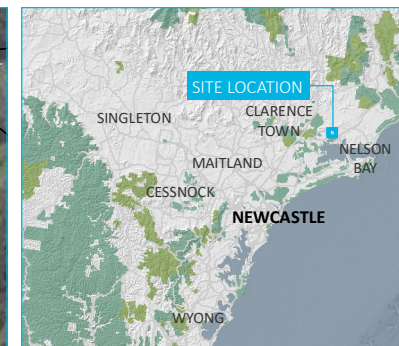 SITE LOCATION
CLARENCE
TOWN
SINGLETON
NELSON
BAY
MAITLAND
CESSNOCK
NEWCASTLE
WYONG